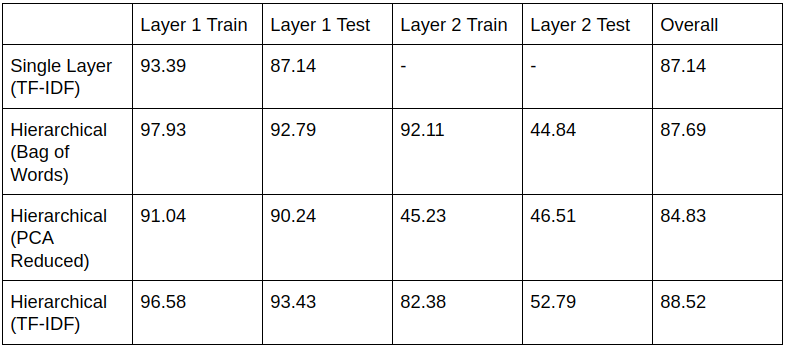 Layer 1 Train Layer 1 Test Layer 2 Train Layer 2 Test Overall
Single Layer 93.39 87.14 - - 87.14
(TF-IDF)
Hierarchical 97.93 92.79 92.11 44.84 87.69
(Bag of
Words)
Hierarchical 91.04 90.24 45.23 46.51 84.83
(PCA
Reduced)
Hierarchical 96.58 93.43 82.38 52.79 88.52
(TF-IDF)